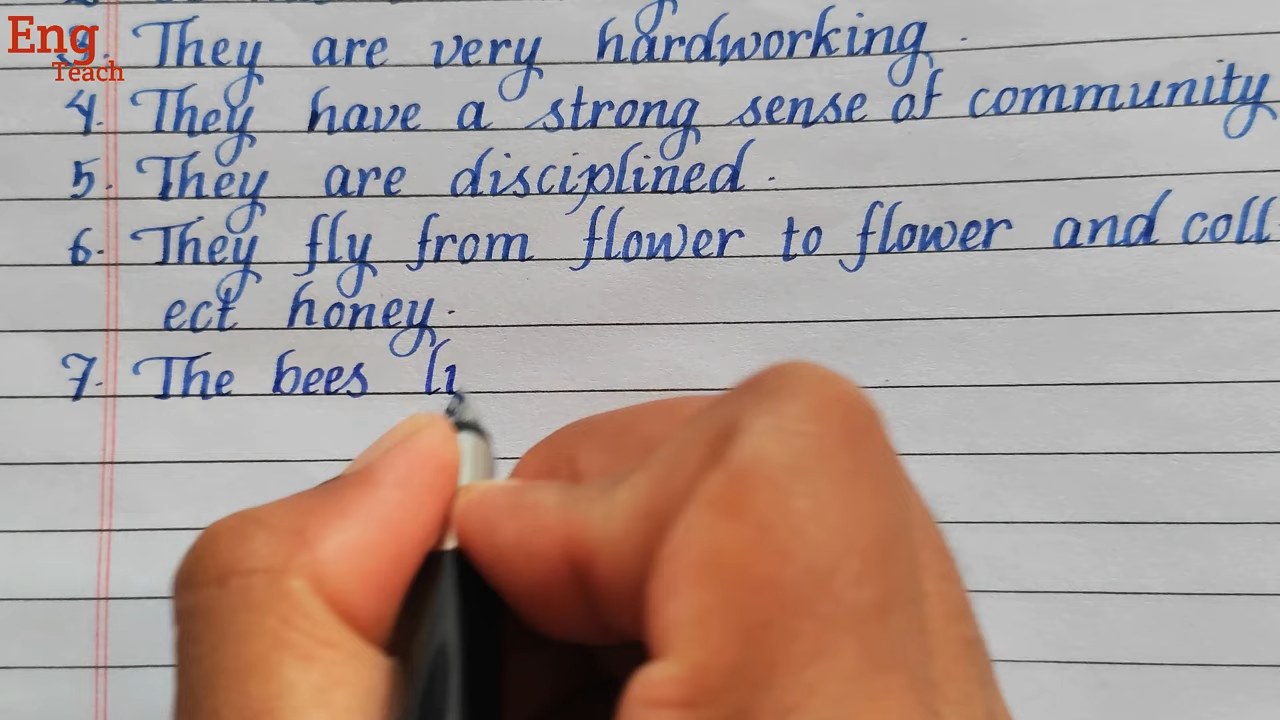 Eng
Teach
They are very hardworking.
4. They have a strong sense of community
5. They are disciplined.
6. They fly from flower to flower and coll
ect honey.
7. The bees li